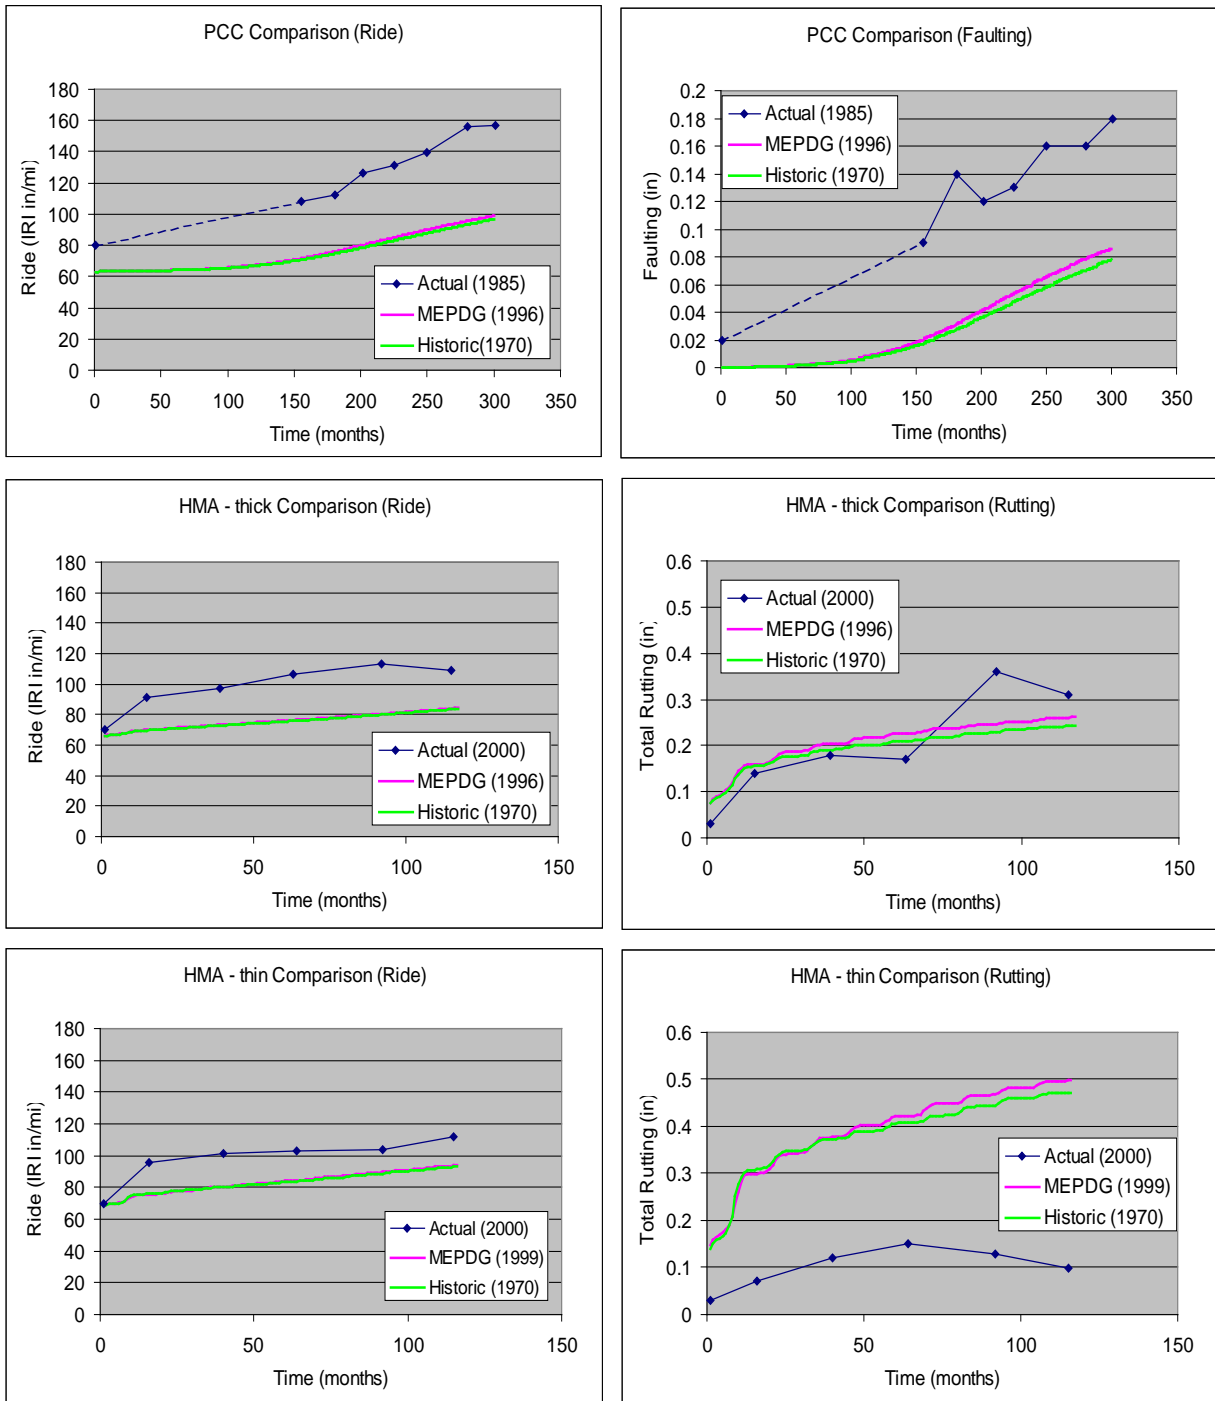 PCC Comparison (Ride)
180
160
140
120
100
80
60
40
20
0
Ride (IRI in/mi)
Actual (1985)
MEPDG (1996)
Historic(1970)
0 50 100 150 200 250 300 350
Time (months)
PCC Comparison (Faulting)
0.2
0.18
0.16
0.14
0.12
0.1
0.08
0.06
0.04
0.02
0
Faulting (in)
Actual (1985)
MEPDG (1996)
Historic (1970)
0 50 100 150 200 250 300 350
Time (months)
HMA - thick Comparison (Ride)
180
160
140
120
100
80
60
40
20
0
Ride (IRI in/mi)
Actual (2000)
MEPDG (1996)
Historic (1970)
0 50 100 150
Time (months)
HMA - thick Comparison (Rutting)
0.6
0.5
0.4
0.3
0.2
0.1
0
Total Rutting (in)
Actual (2000)
MEPDG (1996)
Historic (1970)
0 50 100 150
Time (months)
HMA - thin Comparison (Ride)
180
160
140
120
100
80
60
40
20
0
Ride (IRI in/mi)
Actual (2000)
MEPDG (1999)
Historic (1970)
0 50 100 150
Time (months)
HMA - thin Comparison (Rutting)
0.6
0.5
0.4
0.3
0.2
0.1
0
Total Rutting (in)
Actual (2000)
MEPDG (1999)
Historic (1970)
0 50 100 150
Time (months)